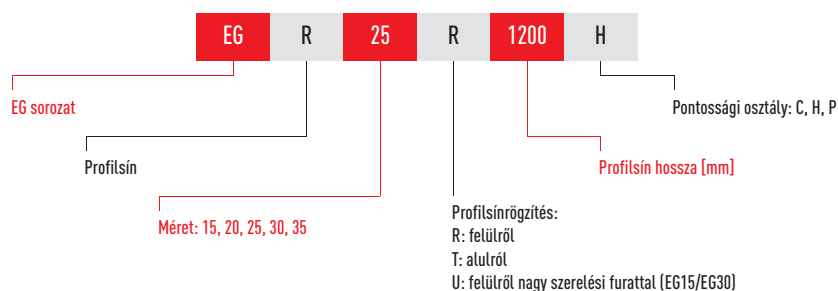 EG R 25 R 1200 H
EG sorozat
Pontossági osztály: C, H, P
Profilsín
Profilsín hossza [mm]
Méret: 15, 20, 25, 30, 35
Profilsínrögzítés:
R: felülről
T: alulról
U: felülről nagy szerelési furattal (EG15/EG30)